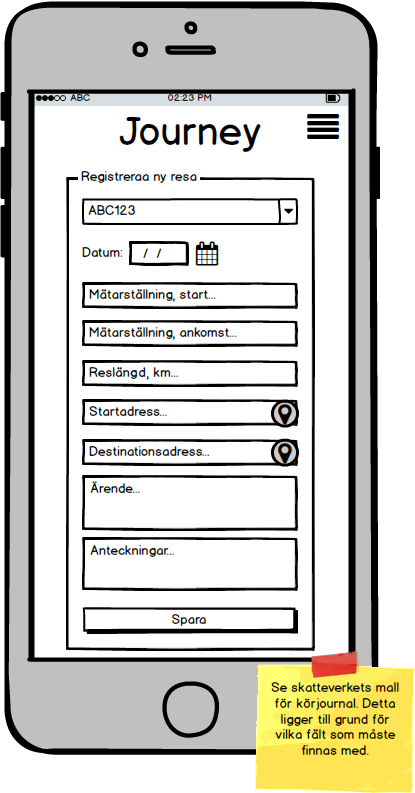 ABC
02:23 PM
Journey
Registreraa ny resa
ABC123
Datum: / /
Mätarställning, start...
Mätarställning, ankomst...
Reslängd, km...
Startadress...
Destinationsadress...
Ärende...
Anteckningar...
Spara
Se skatteverkets mall
för körjournal. Detta
ligger till grund för
vilka fält som måste
finnas med.